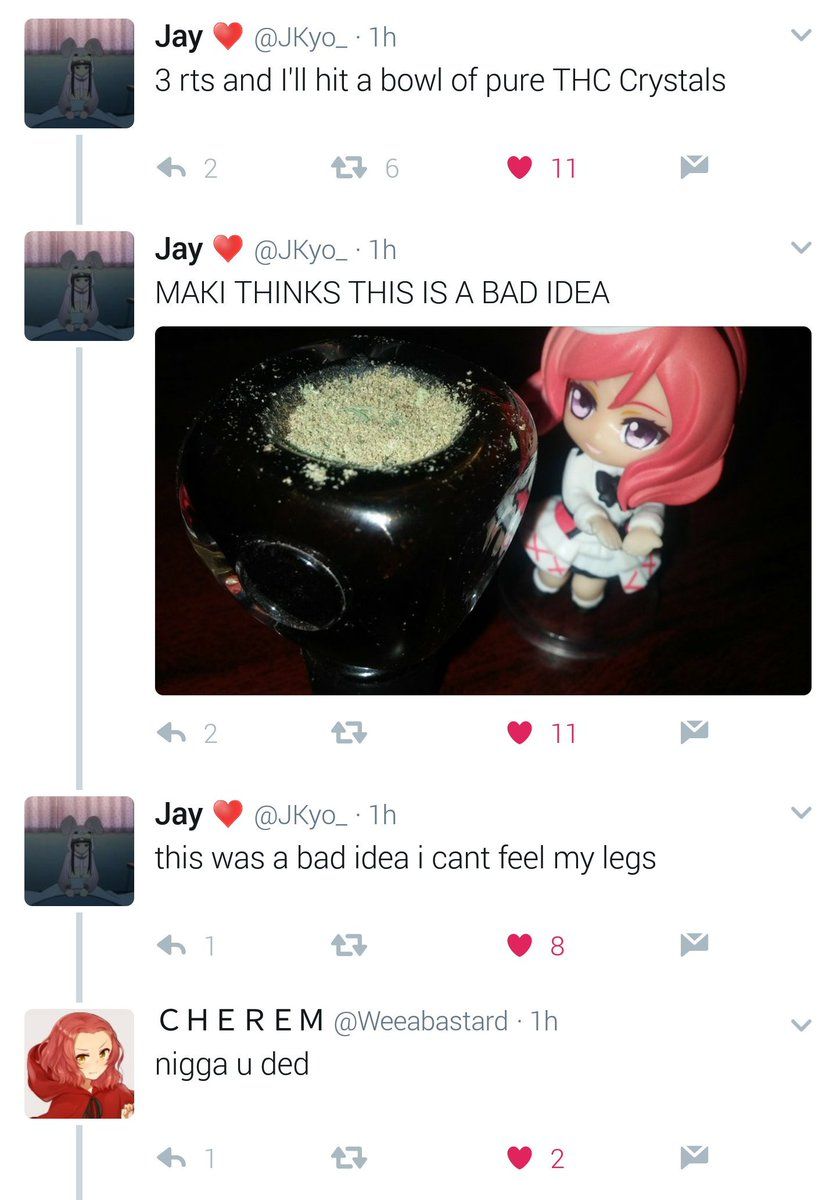 Jay ❤️ @JKyo_ · 1h
3 rts and I'll hit a bowl of pure THC Crystals
2 6 11
Jay ❤️ @JKyo_ · 1h
MAKI THINKS THIS IS A BAD IDEA
2 11
Jay ❤️ @JKyo_ · 1h
this was a bad idea i cant feel my legs
1 8
C H E R E M @Weeabastard · 1h
nigga u ded
1 2